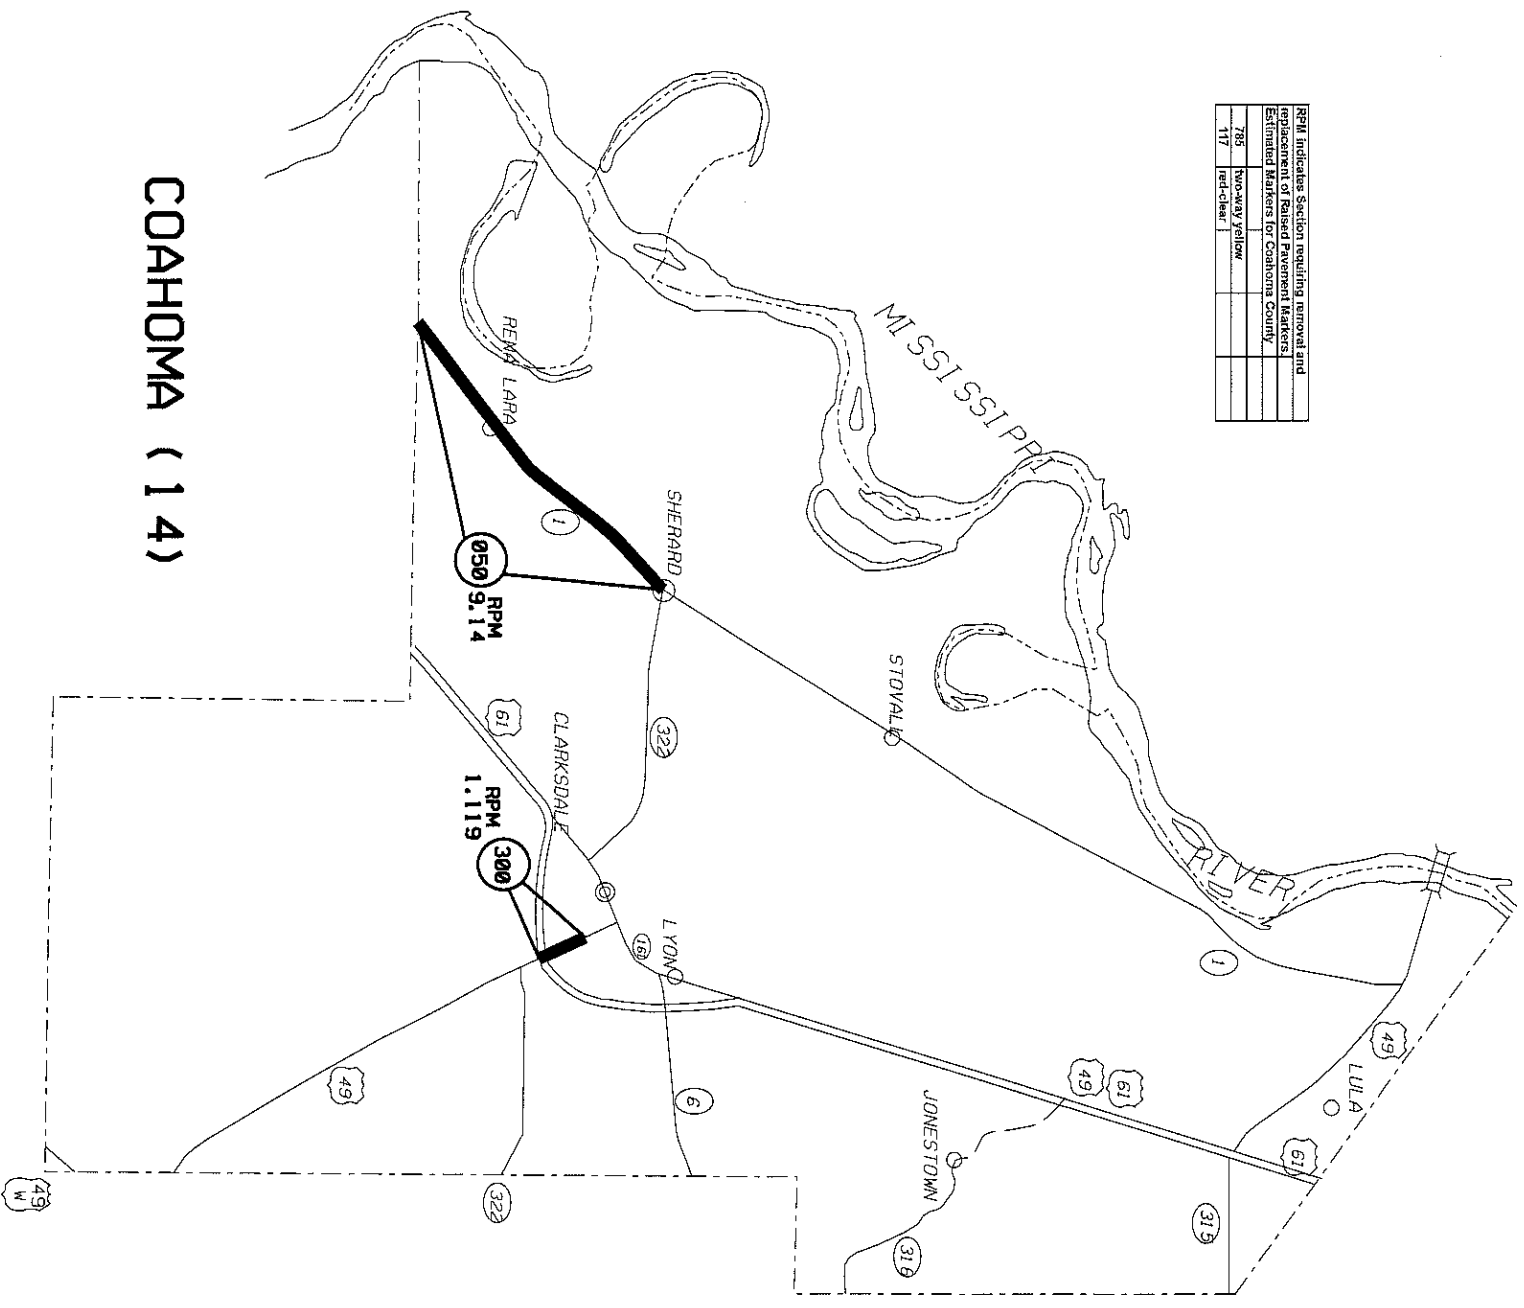 RPM indicates Section requiring removal and
replacement of Raised Pavement Markers.
Estimated Markers for Coahoma County
785 two-way yellow
117 red-clear
MISSISSIPPI
RIVER
RENA LARA
SHERARD
STOVALL
1
050
RPM
9.14
61
322
CLARKSDALE
RPM
1.119
300
LYON
161
1
49
LULA
61
49
61
JONESTOWN
6
49
322
315
316
49
W
COAHOMA (14)